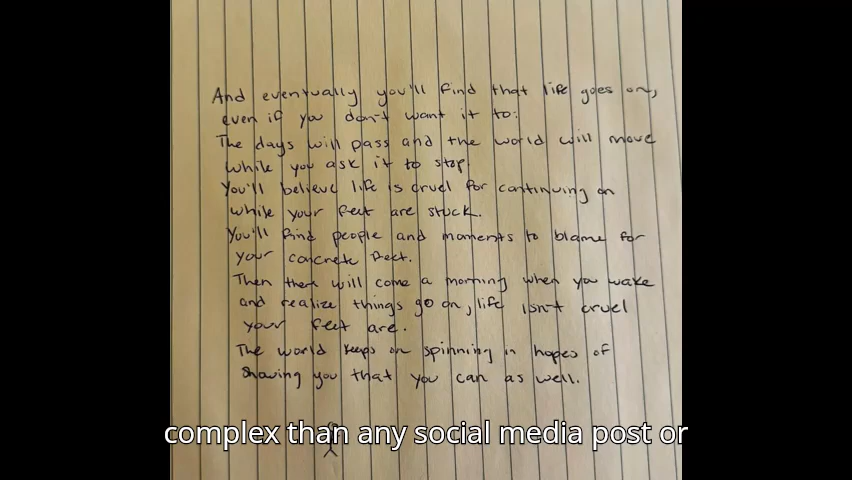 And eventually you'll find that life goes on,
even if you don't want it to.
The days will pass and the world will move
while you ask it to stop.
You'll believe life is cruel for continuing on
while your feet are stuck.
You'll find people and moments to blame for
your concrete feet.
Then there will come a morning when you wake
and realize things go on, life isn't cruel
your feet are.
The world keeps on spinning in hopes of
showing you that you can as well.
complex than any social media post or